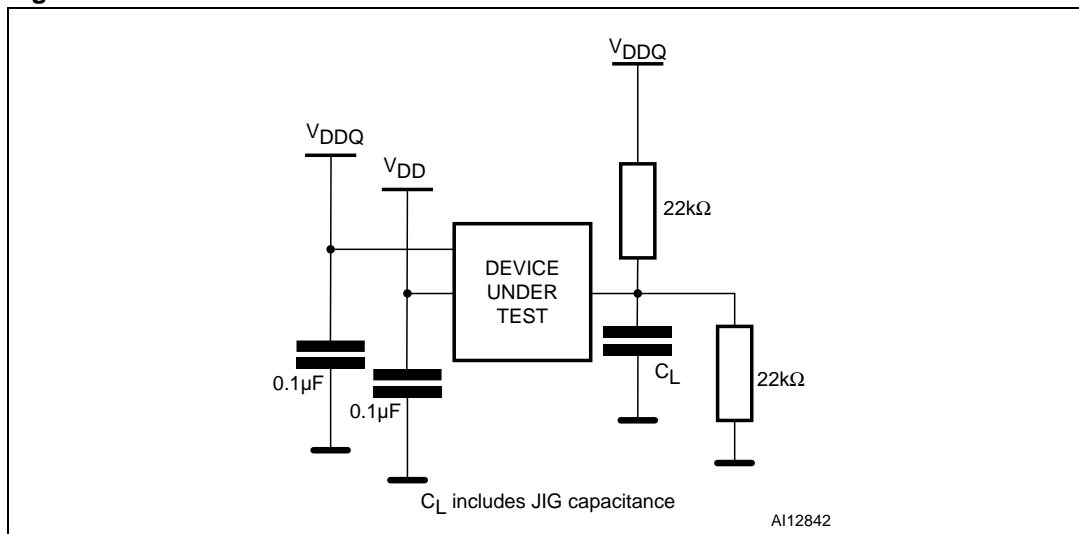 VDDQ
VDDQ
VDD
22kΩ
DEVICE
UNDER
TEST
0.1µF
0.1µF
CL
22kΩ
CL includes JIG capacitance
AI12842